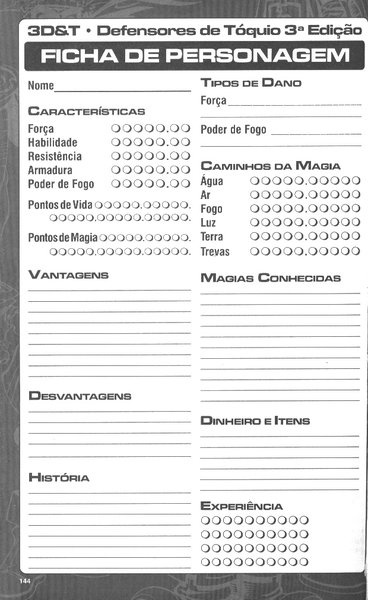 3D&T • Defensores de Tóquio 3ª Edição
FICHA DE PERSONAGEM
Nome
CARACTERÍSTICAS
Força
Habilidade
Resistência
Armadura
Poder de Fogo
Pontos de Vida
Pontos de Magia
VANTAGENS
DESVANTAGENS
HISTÓRIA
TIPOS DE DANO
Força
Poder de Fogo
CAMINHOS DA MAGIA
Água
Ar
Fogo
Luz
Terra
Trevas
MAGIAS CONHECIDAS
DINHEIRO E ITENS
EXPERIÊNCIA
144